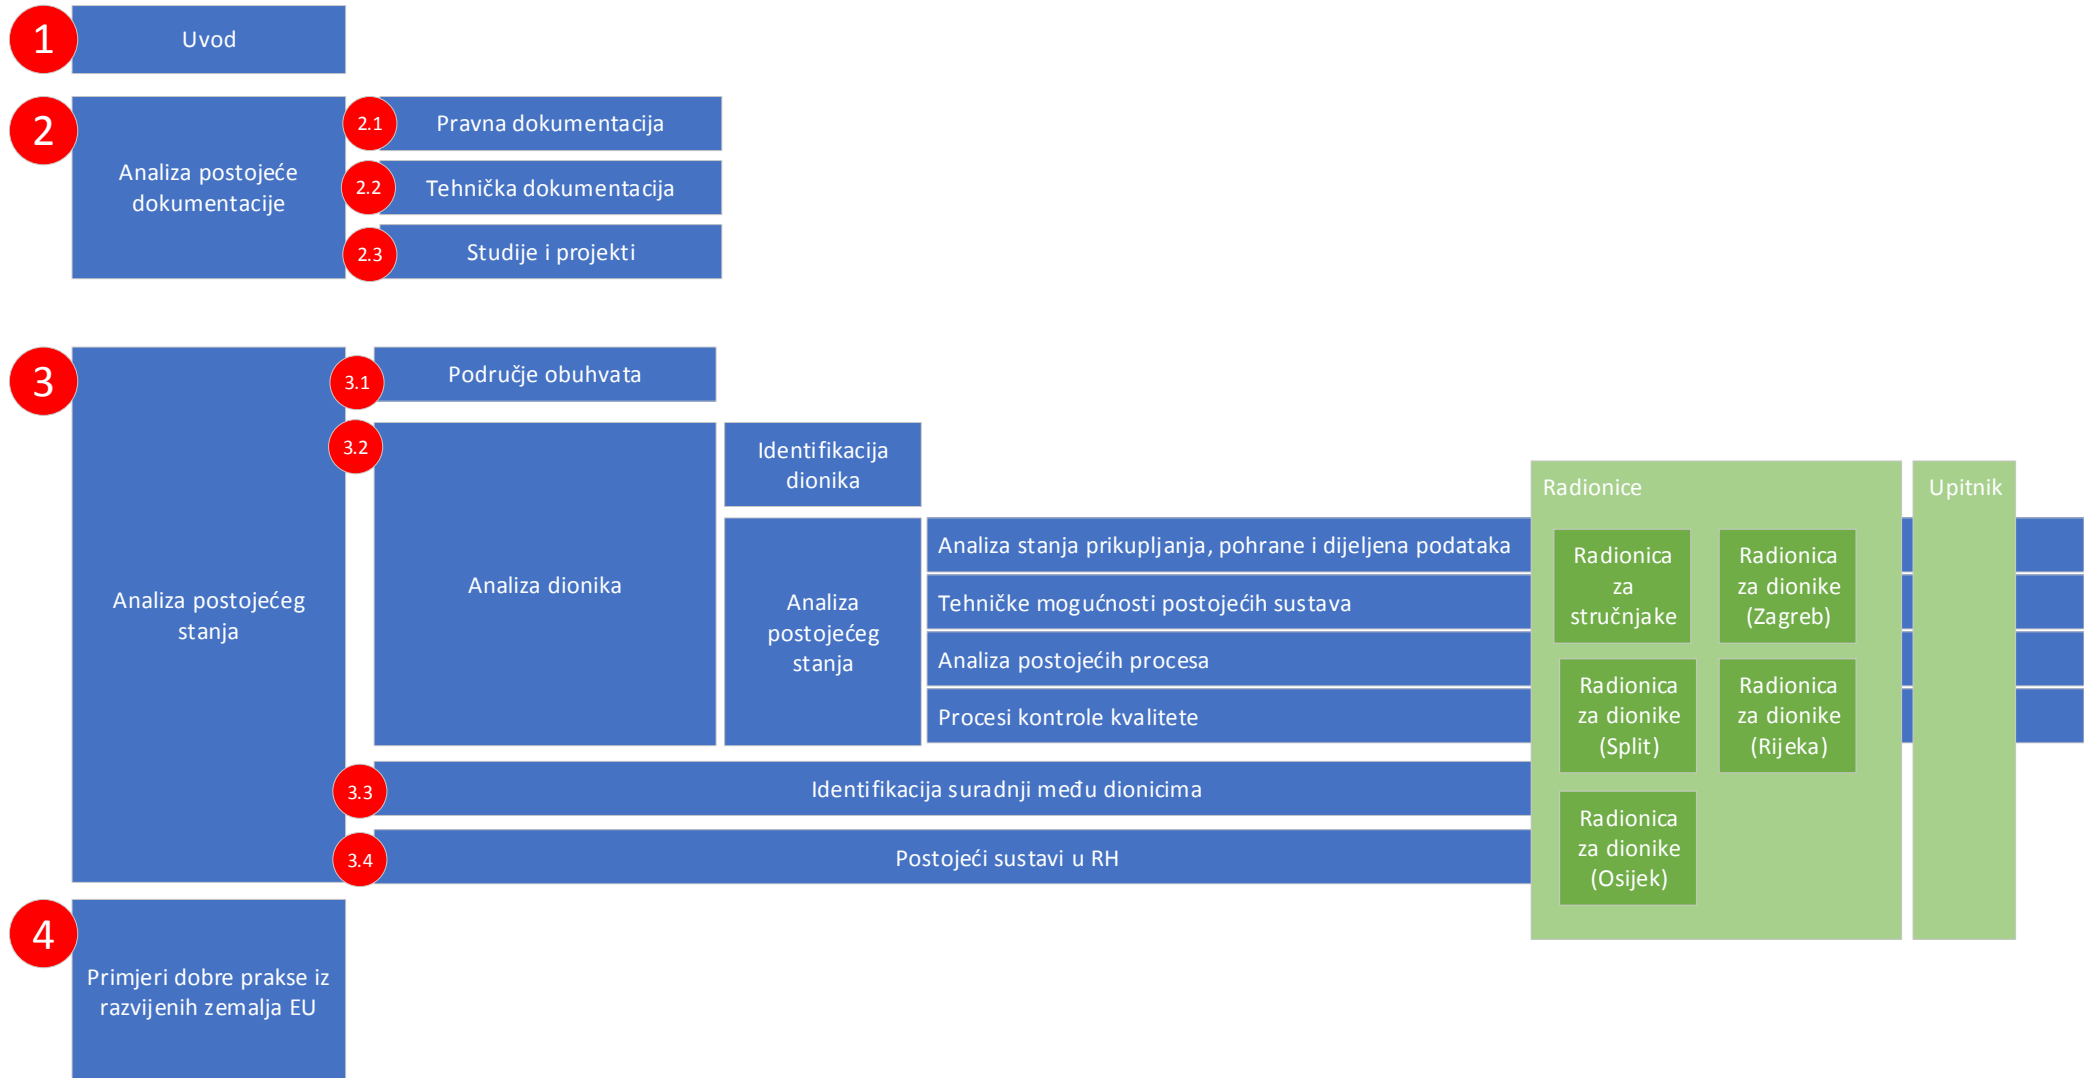 1
Uvod
2
Analiza postojeće
dokumentacije
2.1
Pravna dokumentacija
2.2
Tehnička dokumentacija
2.3
Studije i projekti
3
Analiza postojećeg
stanja
3.1
Područje obuhvata
3.2
Analiza dionika
Identifikacija
dionika
Analiza
postojećeg
stanja
Analiza stanja prikupljanja, pohrane i dijeljena podataka
Tehničke mogućnosti postojećih sustava
Analiza postojećih procesa
Procesi kontrole kvalitete
3.3
Identifikacija suradnji među dionicima
3.4
Postojeći sustavi u RH
Radionice
Radionica
za
stručnjake
Radionica
za dionike
(Zagreb)
Radionica
za dionike
(Split)
Radionica
za dionike
(Rijeka)
Radionica
za dionike
(Osijek)
Upitnik
4
Primjeri dobre prakse iz
razvijenih zemalja EU